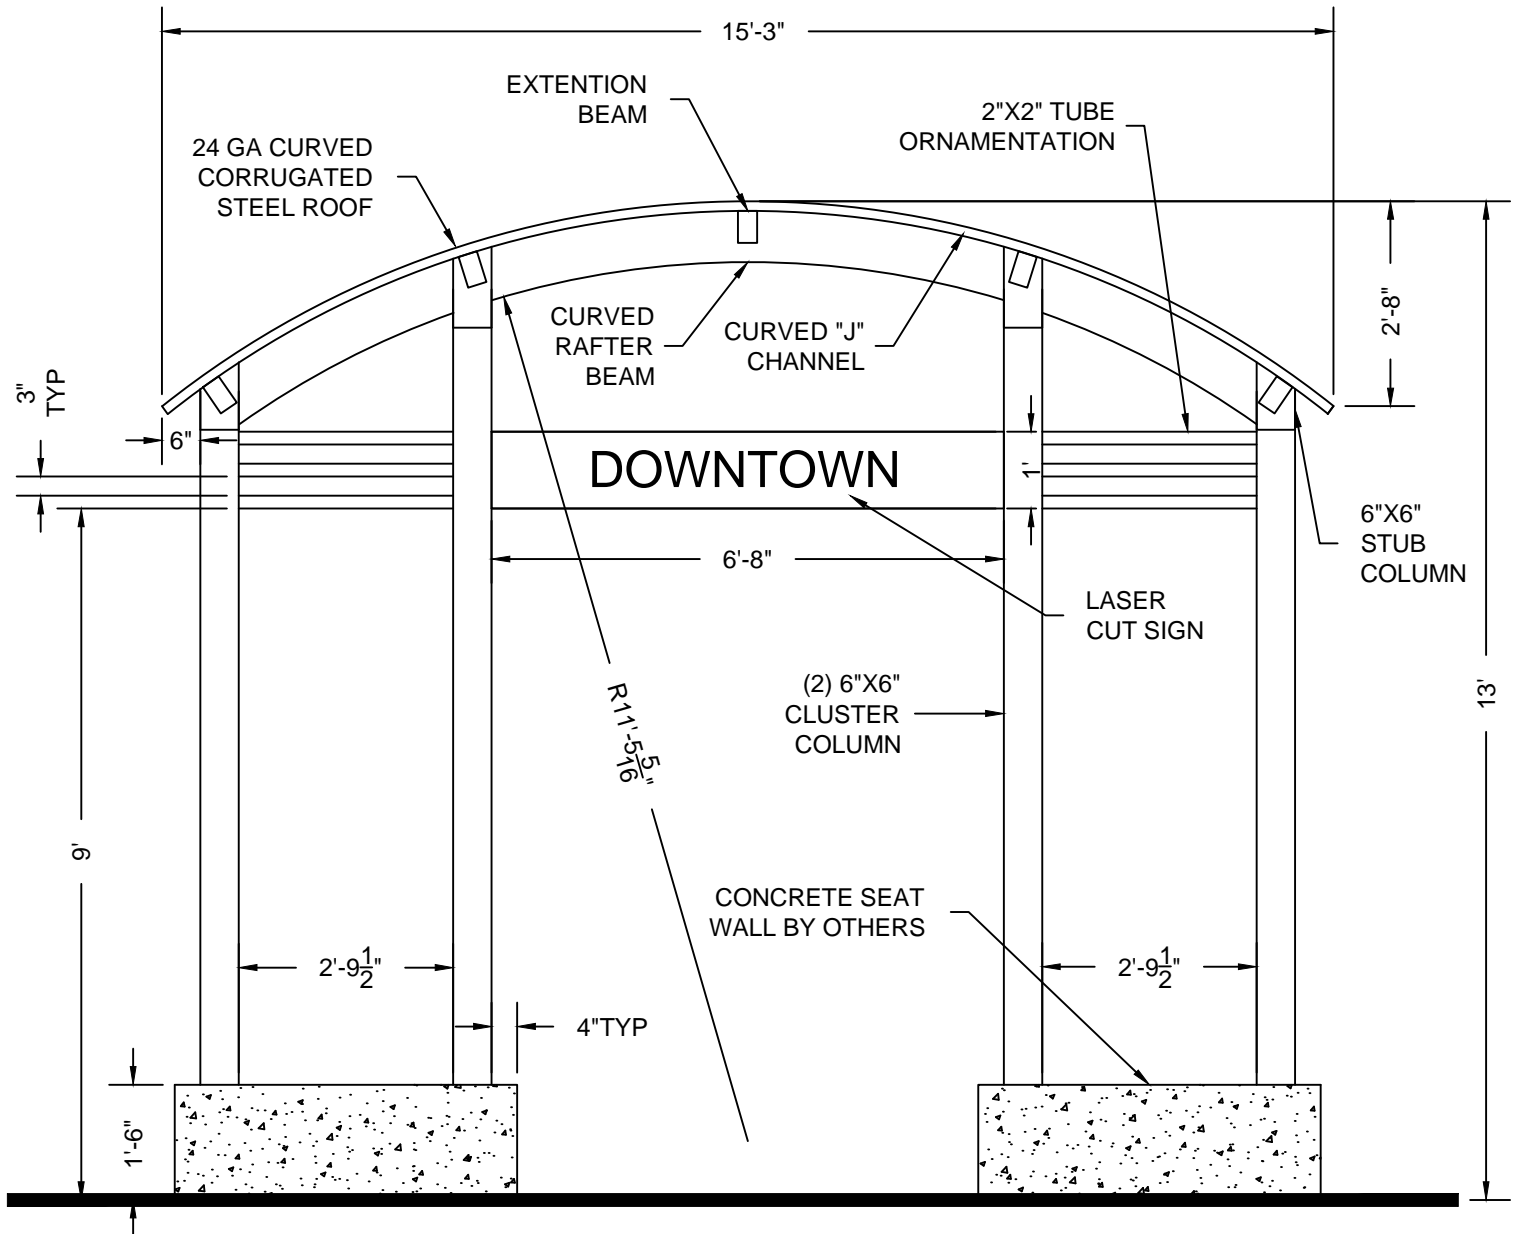 15'-3"
EXTENTION
BEAM
2"X2" TUBE
ORNAMENTATION
24 GA CURVED
CORRUGATED
STEEL ROOF
CURVED
RAFTER
BEAM
CURVED "J"
CHANNEL
2'-8"
3"
TYP
6"
DOWNTOWN
1'
6'-8"
6"X6"
STUB
COLUMN
LASER
CUT SIGN
(2) 6"X6"
CLUSTER
COLUMN
R11'-5 5/16"
13'
9'
CONCRETE SEAT
WALL BY OTHERS
2'-9 1/2"
2'-9 1/2"
4"TYP
1'-6"